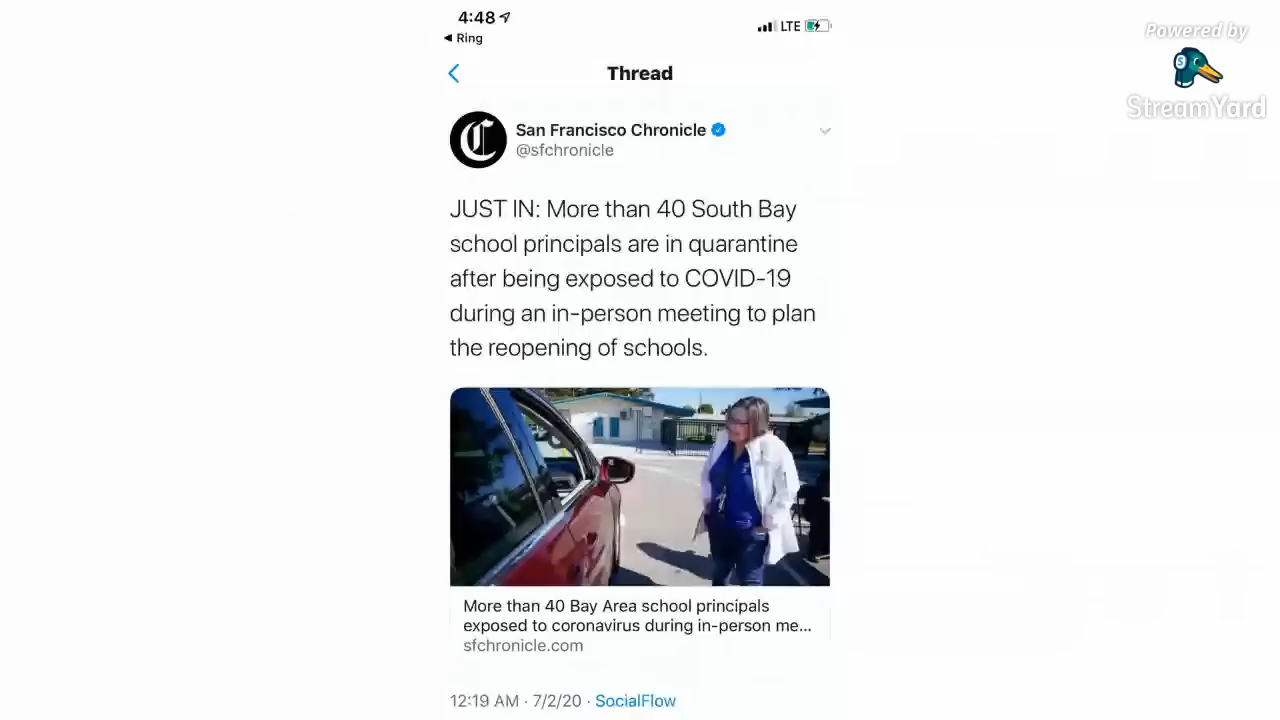 4:48
LTE
Powered by
◀ Ring
Thread
StreamYard
San Francisco Chronicle
@sfchronicle
JUST IN: More than 40 South Bay
school principals are in quarantine
after being exposed to COVID-19
during an in-person meeting to plan
the reopening of schools.
More than 40 Bay Area school principals
exposed to coronavirus during in-person me...
sfchronicle.com
12:19 AM · 7/2/20 · SocialFlow